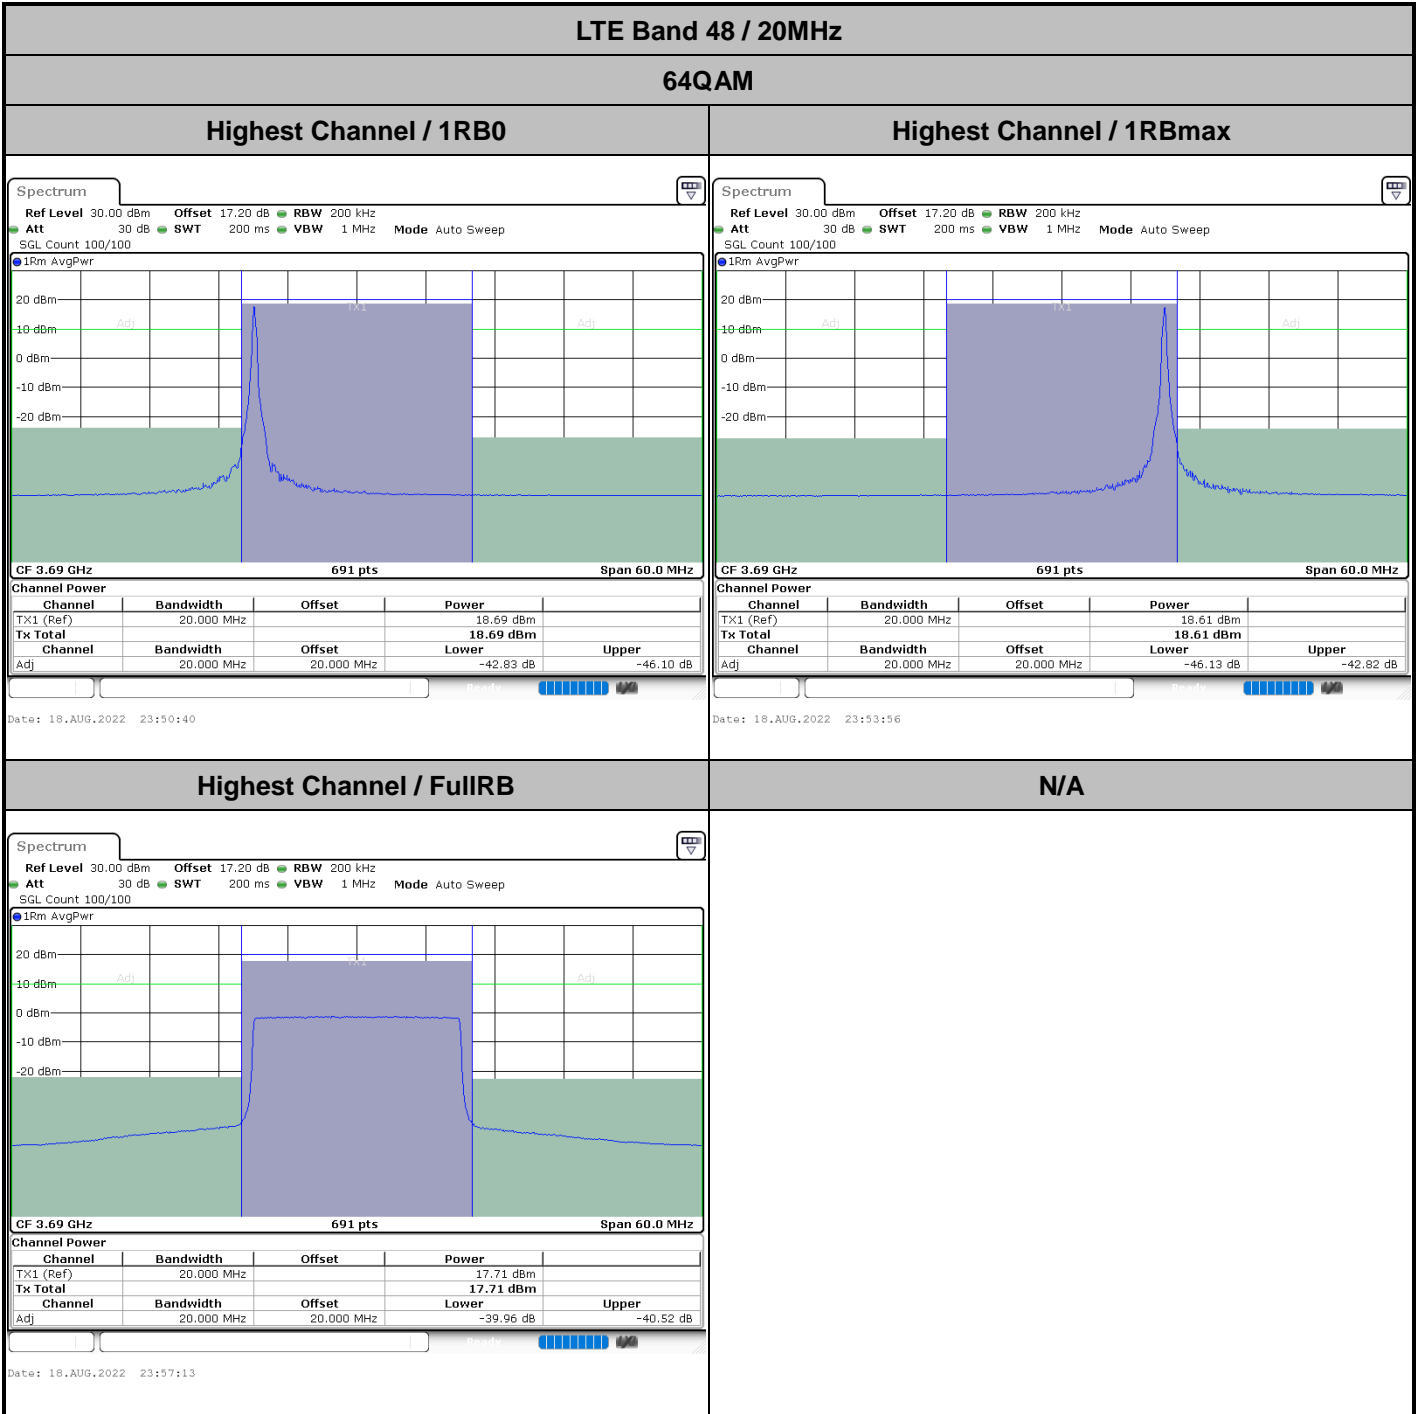 LTE Band 48 / 20MHz
64QAM
Highest Channel / 1RB0
Highest Channel / 1RBmax
Spectrum
Ref Level 30.00 dBm Offset 17.20 dB RBW 200 kHz
Att 30 dB SWT 200 ms VBW 1 MHz Mode Auto Sweep
SGL Count 100/100
1Rm AvgPwr
TX1
Adj
Adj
20 dBm
10 dBm
0 dBm
-10 dBm
-20 dBm
CF 3.69 GHz 691 pts Span 60.0 MHz
Channel Power
Channel Bandwidth Offset Power
TX1 (Ref) 20.000 MHz 18.69 dBm
Tx Total 18.69 dBm
Channel Bandwidth Offset Lower Upper
Adj 20.000 MHz 20.000 MHz -42.83 dB -46.10 dB
Ready
Date: 18.AUG.2022 23:50:40
Spectrum
Ref Level 30.00 dBm Offset 17.20 dB RBW 200 kHz
Att 30 dB SWT 200 ms VBW 1 MHz Mode Auto Sweep
SGL Count 100/100
1Rm AvgPwr
TX1
Adj
Adj
20 dBm
10 dBm
0 dBm
-10 dBm
-20 dBm
CF 3.69 GHz 691 pts Span 60.0 MHz
Channel Power
Channel Bandwidth Offset Power
TX1 (Ref) 20.000 MHz 18.61 dBm
Tx Total 18.61 dBm
Channel Bandwidth Offset Lower Upper
Adj 20.000 MHz 20.000 MHz -46.13 dB -42.82 dB
Ready
Date: 18.AUG.2022 23:53:56
Highest Channel / FullRB
N/A
Spectrum
Ref Level 30.00 dBm Offset 17.20 dB RBW 200 kHz
Att 30 dB SWT 200 ms VBW 1 MHz Mode Auto Sweep
SGL Count 100/100
1Rm AvgPwr
TX1
Adj
Adj
20 dBm
10 dBm
0 dBm
-10 dBm
-20 dBm
CF 3.69 GHz 691 pts Span 60.0 MHz
Channel Power
Channel Bandwidth Offset Power
TX1 (Ref) 20.000 MHz 17.71 dBm
Tx Total 17.71 dBm
Channel Bandwidth Offset Lower Upper
Adj 20.000 MHz 20.000 MHz -39.96 dB -40.52 dB
Ready
Date: 18.AUG.2022 23:57:13